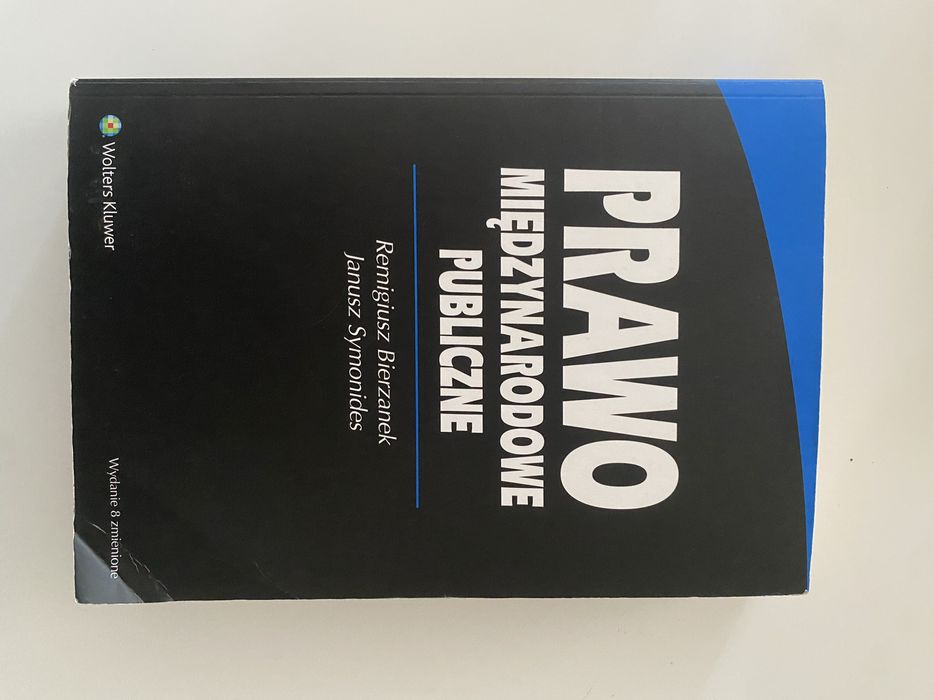 PRAWO
MIĘDZYNARODOWE
PUBLICZNE
Remigiusz Bierzanek
Janusz Symonides
Wolters Kluwer
Wydanie 8 zmienione